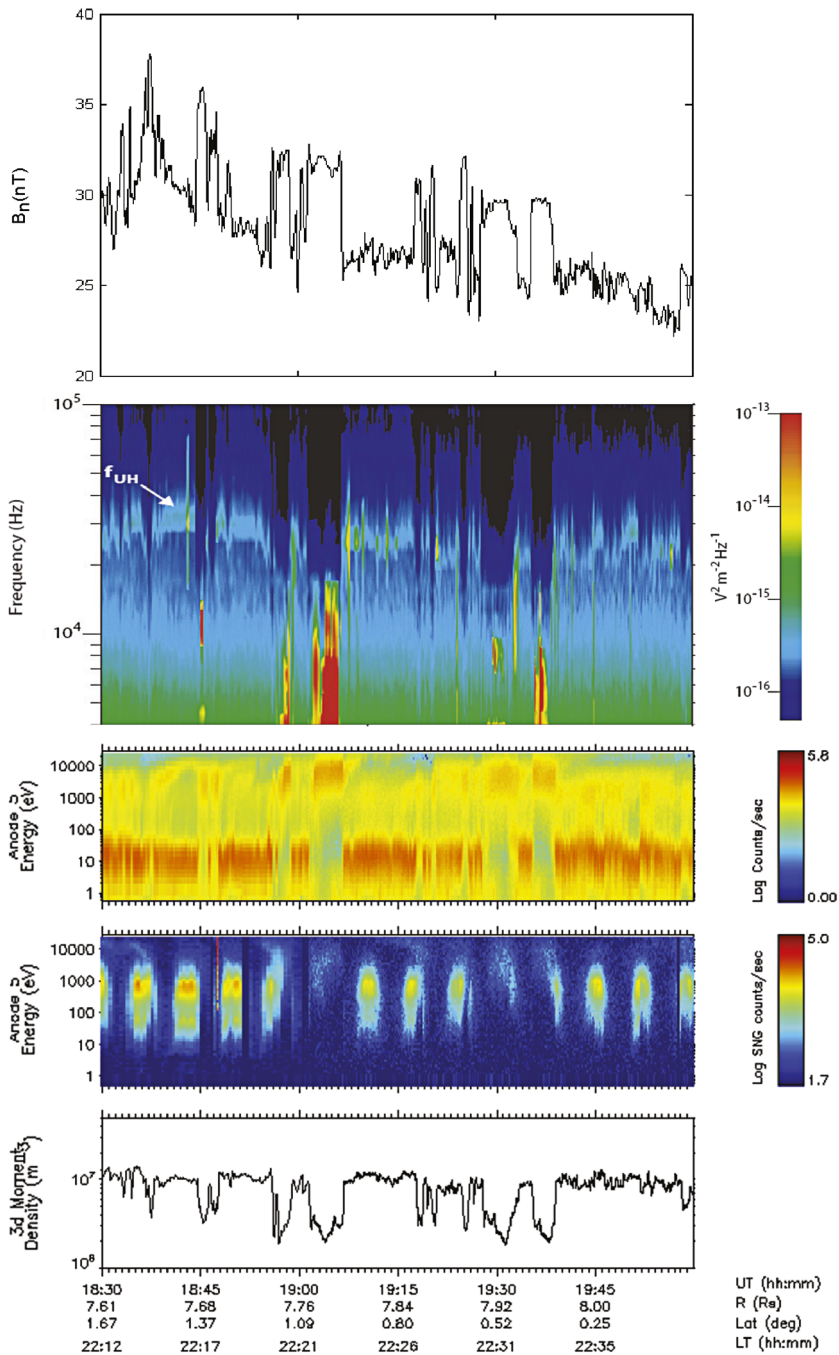 40
35
30
25
20
Bn(nT)
10^5
10^4
Frequency (Hz)
fUH
10^-13
10^-14
10^-15
10^-16
V^2m^-2Hz^-1
10000
1000
100
10
1
Anode 5
Energy (eV)
5.8
0.00
Log Counts/sec
10000
1000
100
10
1
Anode 5
Energy (eV)
5.0
1.7
Log SNG counts/sec
10^7
10^6
3d Moment
Density (m^-3)
18:30 18:45 19:00 19:15 19:30 19:45 UT (hh:mm)
7.61 7.68 7.76 7.84 7.92 8.00 R (Rs)
1.67 1.37 1.09 0.80 0.52 0.25 Lat (deg)
22:12 22:17 22:21 22:26 22:31 22:35 LT (hh:mm)